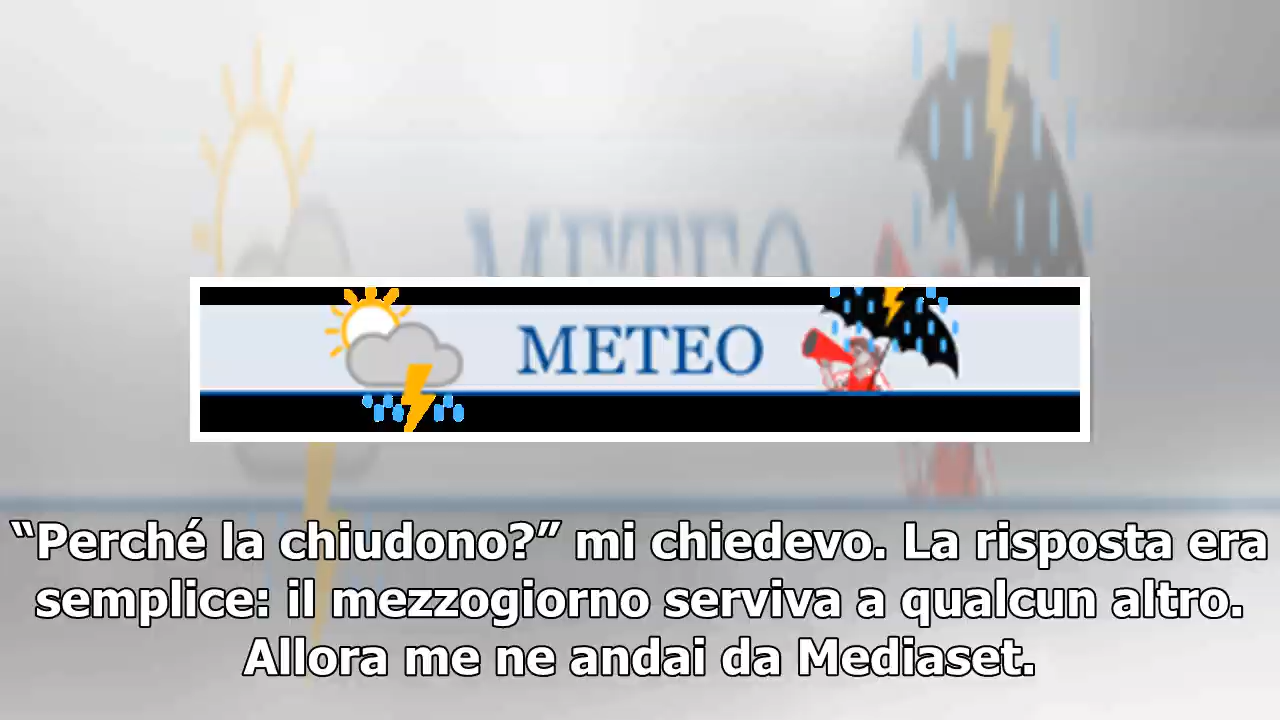 METEO
METEO
“Perché la chiudono?” mi chiedevo. La risposta era
semplice: il mezzogiorno serviva a qualcun altro.
Allora me ne andai da Mediaset.